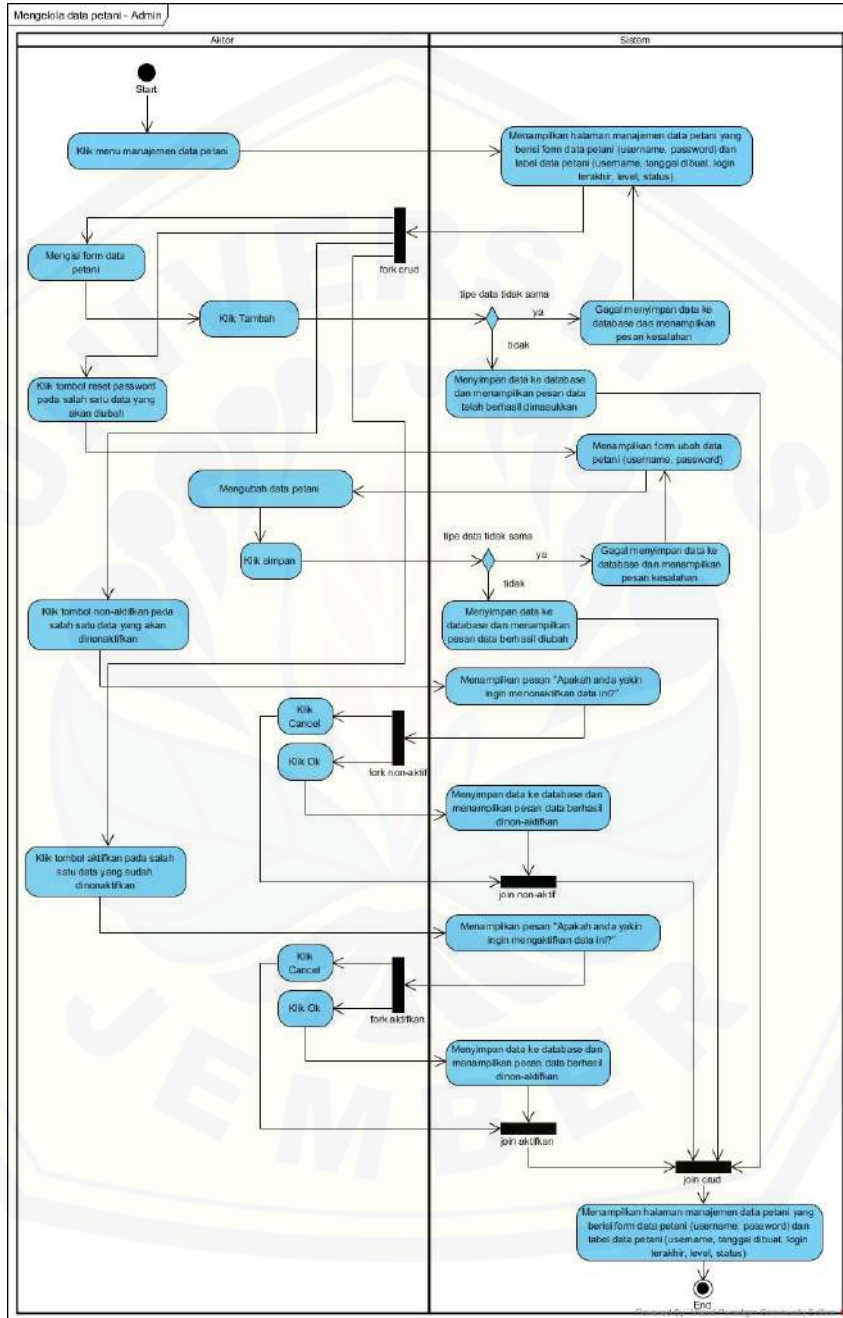 Mengelola data petani - Admin
Aktor
Sistem
Start
Klik menu manajemen data petani
Menampilkan halaman manajemen data petani yang
berisi form data petani (username, password) dan
tabel data petani (username, tanggal dibuat, login
terakhir, level, status)
fork crud
Mengisi form data
petani
Klik Tambah
tipe data tidak sama
ya
tidak
Gagal menyimpan data ke
database dan menampilkan
pesan kesalahan
Klik tombol reset password
pada salah satu data yang
akan diubah
Menyimpan data ke database
dan menampilkan pesan data
telah berhasil dimasukkan
Menampilkan form ubah data
petani (username, password)
Mengubah data petani
Klik simpan
tipe data tidak sama
ya
tidak
Gagal menyimpan data ke
database dan menampilkan
pesan kesalahan
Klik tombol non-aktifkan pada
salah satu data yang akan
dinonaktifkan
Menyimpan data ke
database dan menampilkan
pesan data berhasil diubah
Menampilkan pesan "Apakah anda yakin
ingin menonaktifkan data ini?"
Klik
Cancel
Klik Ok
fork non-aktif
Menyimpan data ke database dan
menampilkan pesan data berhasil
dinon-aktifkan
Klik tombol aktifkan pada salah
satu data yang sudah
dinonaktifkan
join non-aktif
Menampilkan pesan "Apakah anda yakin
ingin mengaktifkan data ini?"
Klik
Cancel
Klik Ok
fork aktifkan
Menyimpan data ke database dan
menampilkan pesan data berhasil
dinon-aktifkan
join aktifkan
join crud
Menampilkan halaman manajemen data petani yang
berisi form data petani (username, password) dan
tabel data petani (username, tanggal dibuat, login
terakhir, level, status)
End
Powered By Visual Paradigm Community Edition
UNIVERSITAS
JEMBER